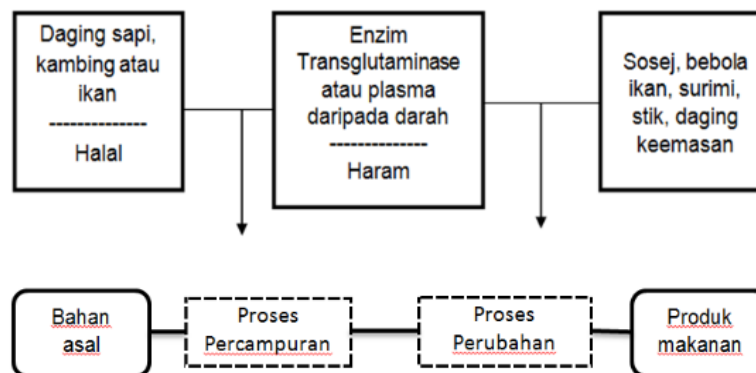 Daging sapi,
kambing atau
ikan
---------------
Halal
Enzim
Transglutaminase
atau plasma
daripada darah
---------------
Haram
Sosej, bebola
ikan, surimi,
stik, daging
keemasan
Bahan
asal
Proses
Percampuran
Proses
Perubahan
Produk
makanan